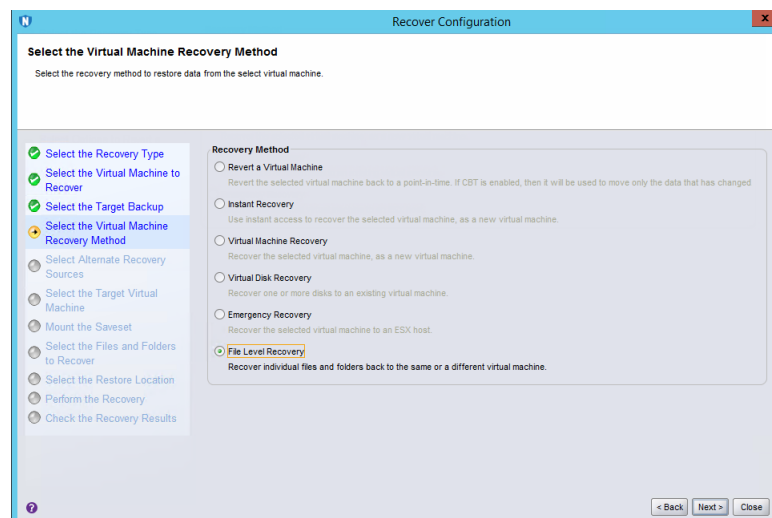 N
Recover Configuration
x
Select the Virtual Machine Recovery Method
Select the recovery method to restore data from the select virtual machine.
Select the Recovery Type
Select the Virtual Machine to
Recover
Select the Target Backup
Select the Virtual Machine
Recovery Method
Select Alternate Recovery
Sources
Select the Target Virtual
Machine
Mount the Saveset
Select the Files and Folders
to Recover
Select the Restore Location
Perform the Recovery
Check the Recovery Results
Recovery Method
Revert a Virtual Machine
Revert the selected virtual machine back to a point-in-time. If CBT is enabled, then it will be used to move only the data that has changed
Instant Recovery
Use instant access to recover the selected virtual machine, as a new virtual machine.
Virtual Machine Recovery
Recover the selected virtual machine, as a new virtual machine.
Virtual Disk Recovery
Recover one or more disks to an existing virtual machine.
Emergency Recovery
Recover the selected virtual machine to an ESX host.
File Level Recovery
Recover individual files and folders back to the same or a different virtual machine.
?
< Back Next > Close